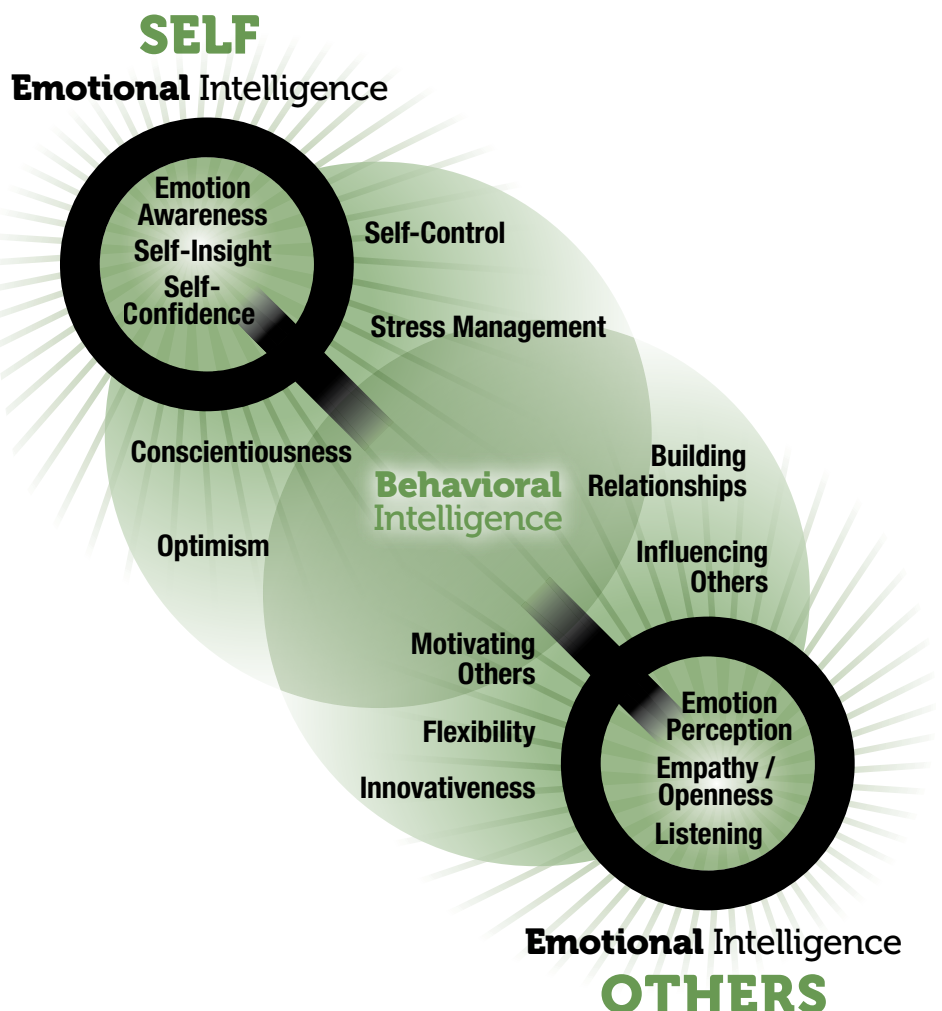 SELF
Emotional Intelligence
Emotion
Awareness
Self-Insight
Self-
Confidence
Self-Control
Stress Management
Conscientiousness
Optimism
Behavioral
Intelligence
Building
Relationships
Influencing
Others
Motivating
Others
Flexibility
Innovativeness
Emotion
Perception
Empathy /
Openness
Listening
Emotional Intelligence
OTHERS